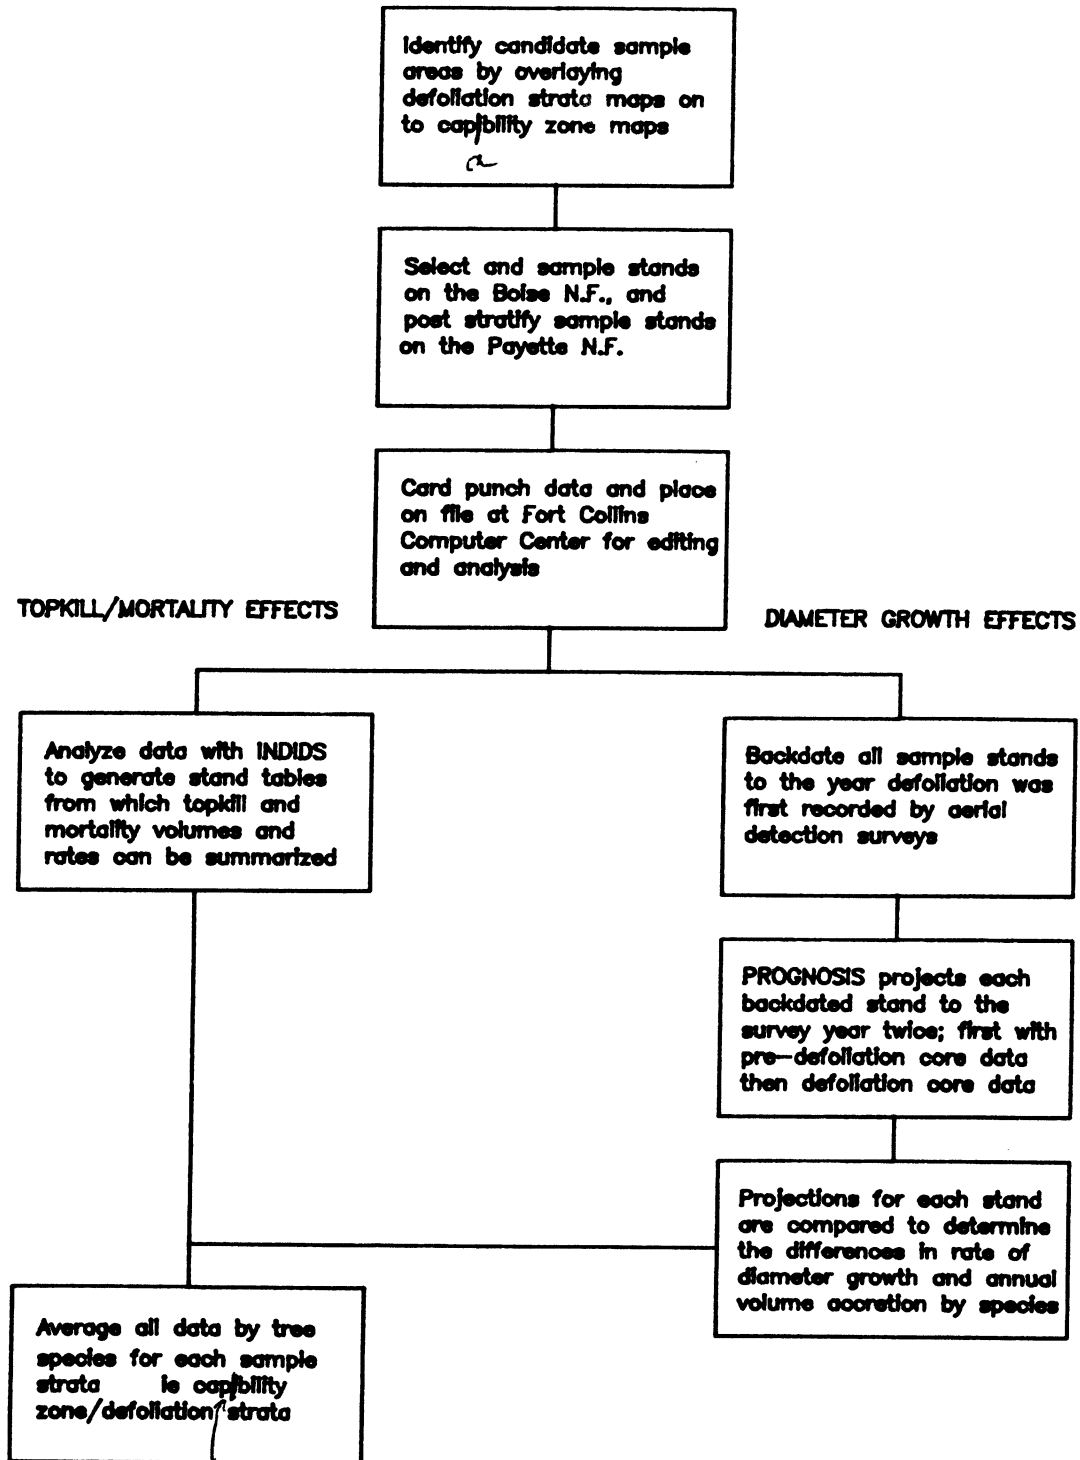 Identify candidate sample
areas by overlaying
defoliation strata maps on
to capibility zone maps
a
Select and sample stands
on the Boise N.F., and
post stratify sample stands
on the Payette N.F.
Card punch data and place
on file at Fort Collins
Computer Center for editing
and analysis
TOPKILL/MORTALITY EFFECTS
DIAMETER GROWTH EFFECTS
Analyze data with INDIDS
to generate stand tables
from which topkill and
mortality volumes and
rates can be summarized
Backdate all sample stands
to the year defoliation was
first recorded by aerial
detection surveys
PROGNOSIS projects each
backdated stand to the
survey year twice; first with
pre-defoliation core data
then defoliation core data
Projections for each stand
are compared to determine
the differences in rate of
diameter growth and annual
volume accretion by species
Average all data by tree
species for each sample
strata ie capibility
zone/defoliation strata